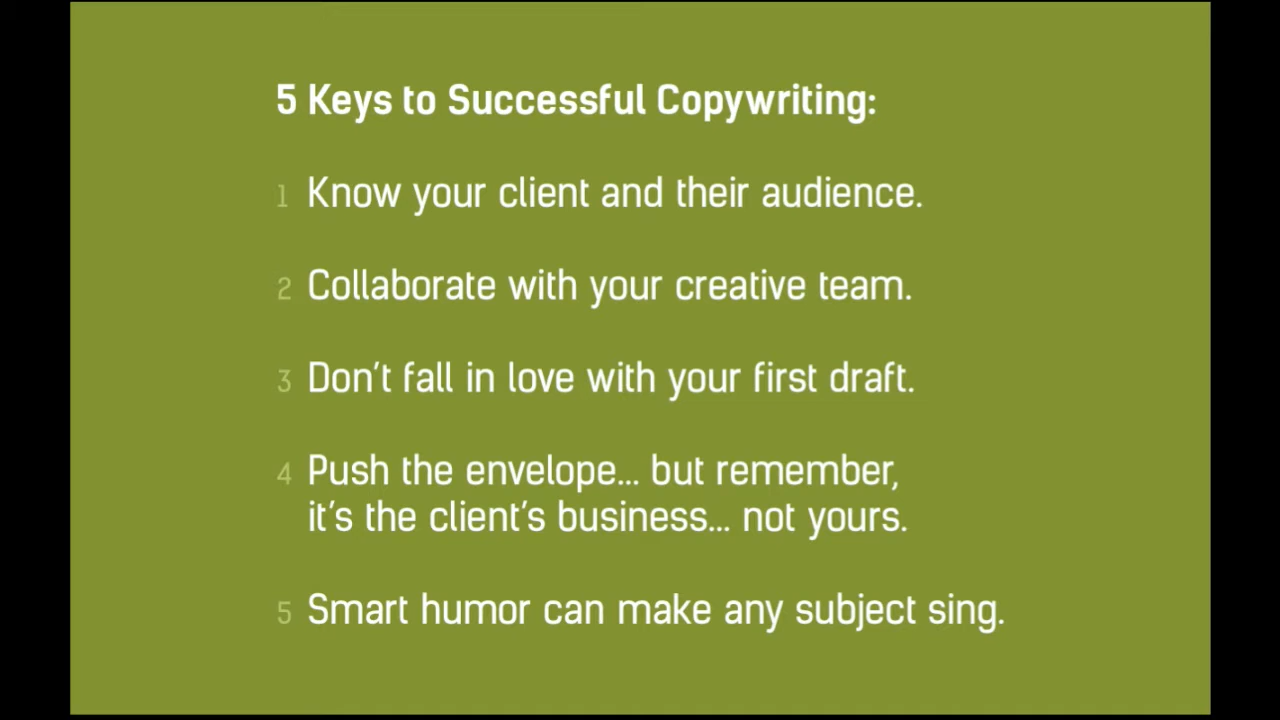 5 Keys to Successful Copywriting:
1 Know your client and their audience.
2 Collaborate with your creative team.
3 Don’t fall in love with your first draft.
4 Push the envelope... but remember,
it’s the client’s business... not yours.
5 Smart humor can make any subject sing.